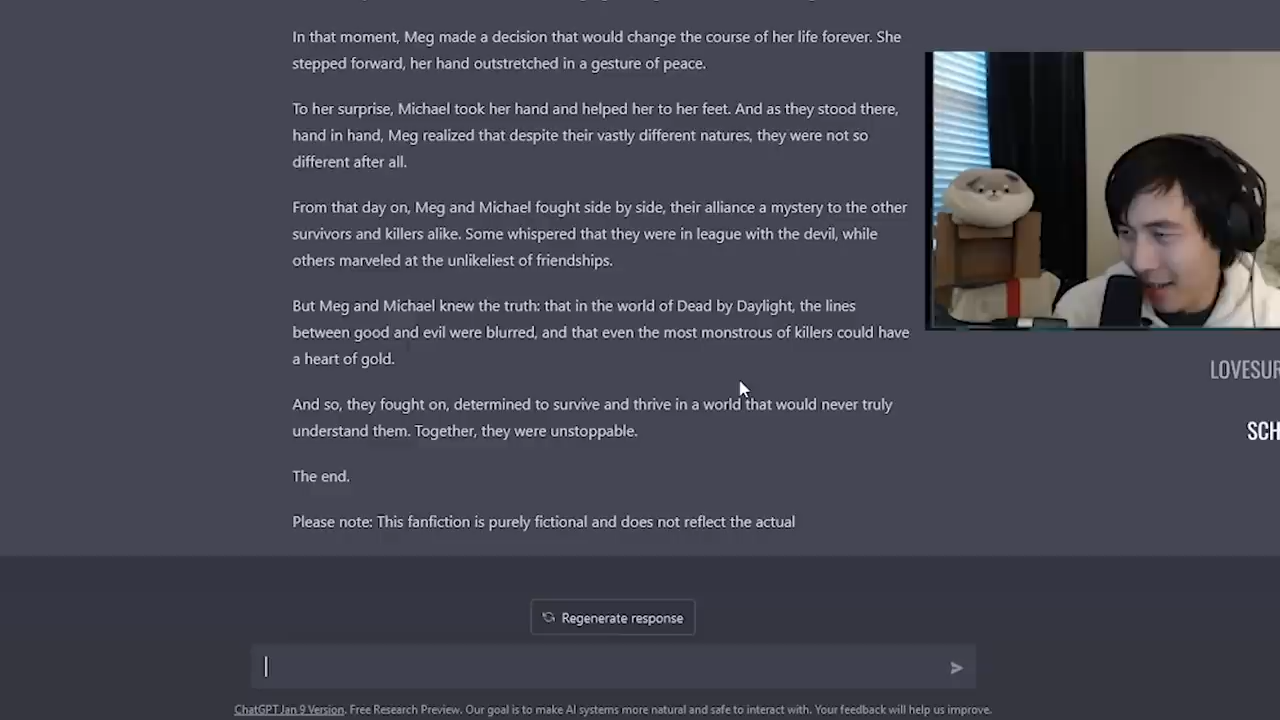 In that moment, Meg made a decision that would change the course of her life forever. She
stepped forward, her hand outstretched in a gesture of peace.
To her surprise, Michael took her hand and helped her to her feet. And as they stood there,
hand in hand, Meg realized that despite their vastly different natures, they were not so
different after all.
From that day on, Meg and Michael fought side by side, their alliance a mystery to the other
survivors and killers alike. Some whispered that they were in league with the devil, while
others marveled at the unlikeliest of friendships.
But Meg and Michael knew the truth: that in the world of Dead by Daylight, the lines
between good and evil were blurred, and that even the most monstrous of killers could have
a heart of gold.
And so, they fought on, determined to survive and thrive in a world that would never truly
understand them. Together, they were unstoppable.
The end.
Please note: This fanfiction is purely fictional and does not reflect the actual
LOVESUR
SCH
Regenerate response
ChatGPT Jan 9 Version. Free Research Preview. Our goal is to make AI systems more natural and safe to interact with. Your feedback will help us improve.